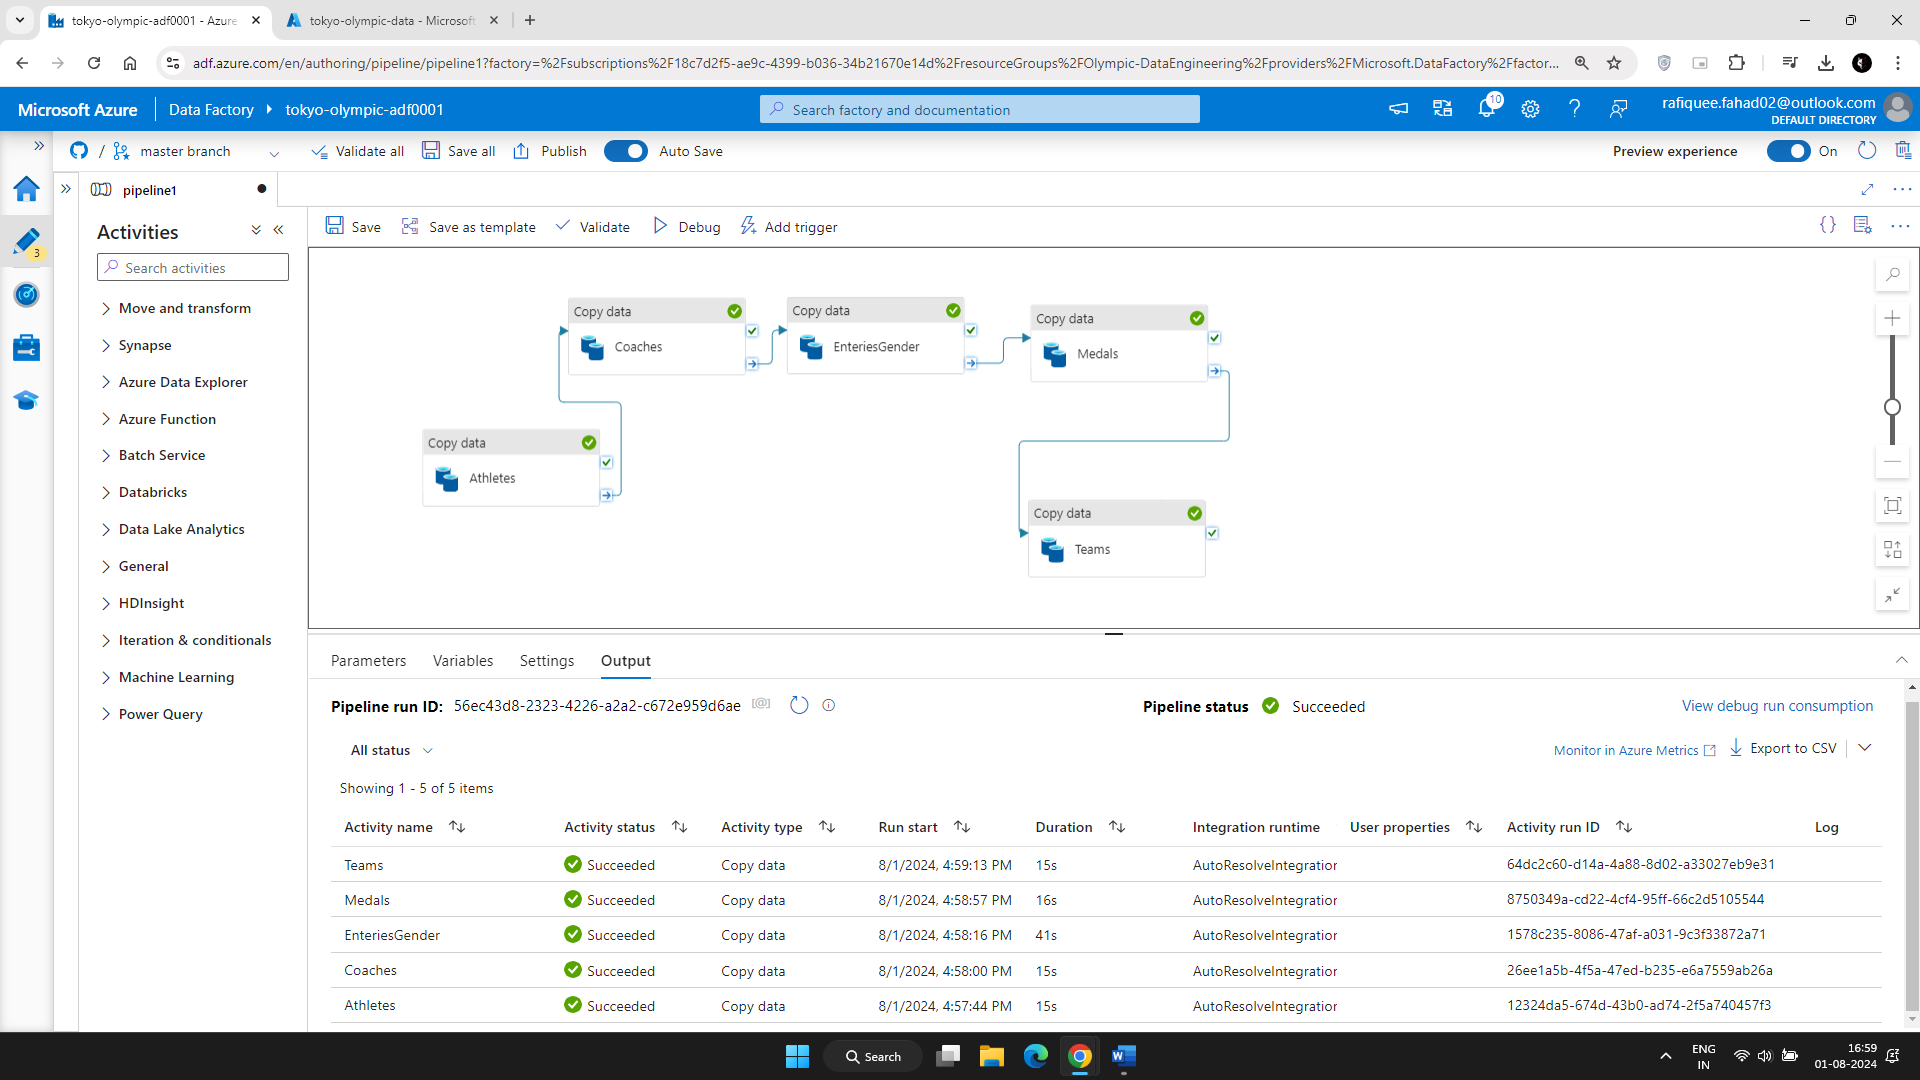 tokyo-olympic-adf0001 - Azure
tokyo-olympic-data - Microsoft
adf.azure.com/en/authoring/pipeline/pipeline1?factory=%2Fsubscriptions%2F18c7d2f5-ae9c-4399-b036-34b21670e14d%2FresourceGroups%2FOlympic-DataEngineering%2Fproviders%2FMicrosoft.DataFactory%2Ffactor...
Microsoft Azure Data Factory tokyo-olympic-adf0001
Search factory and documentation
10
rafiquee.fahad02@outlook.com
DEFAULT DIRECTORY
/ master branch Validate all Save all Publish Auto Save Preview experience On
pipeline1
3
Activities
Search activities
Move and transform
Synapse
Azure Data Explorer
Azure Function
Batch Service
Databricks
Data Lake Analytics
General
HDInsight
Iteration & conditionals
Machine Learning
Power Query
Save Save as template Validate Debug Add trigger {}
Copy data
Coaches
Copy data
EnteriesGender
Copy data
Medals
Copy data
Athletes
Copy data
Teams
Parameters Variables Settings Output
Pipeline run ID: 56ec43d8-2323-4226-a2a2-c672e959d6ae [@] Pipeline status Succeeded View debug run consumption
All status Monitor in Azure Metrics Export to CSV
Showing 1 - 5 of 5 items
Activity name Activity status Activity type Run start Duration Integration runtime User properties Activity run ID Log
Teams Succeeded Copy data 8/1/2024, 4:59:13 PM 15s AutoResolveIntegration 64dc2c60-d14a-4a88-8d02-a33027eb9e31
Medals Succeeded Copy data 8/1/2024, 4:58:57 PM 16s AutoResolveIntegration 8750349a-cd22-4cf4-95ff-66c2d5105544
EnteriesGender Succeeded Copy data 8/1/2024, 4:58:16 PM 41s AutoResolveIntegration 1578c235-8086-47af-a031-9c3f33872a71
Coaches Succeeded Copy data 8/1/2024, 4:58:00 PM 15s AutoResolveIntegration 26ee1a5b-4f5a-47ed-b235-e6a7559ab26a
Athletes Succeeded Copy data 8/1/2024, 4:57:44 PM 15s AutoResolveIntegration 12324da5-674d-43b0-ad74-2f5a740457f3
Search
ENG
IN
16:59
01-08-2024